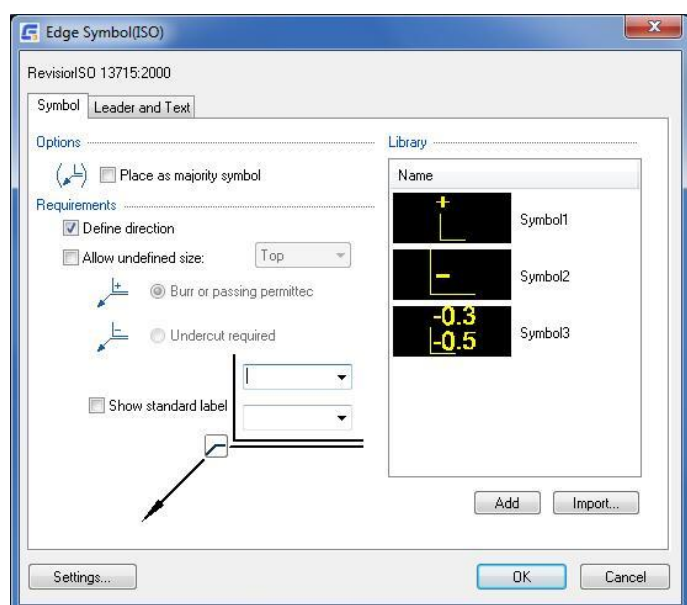 Edge Symbol(ISO)
RevisiorISO 13715:2000
Symbol
Leader and Text
Options
Place as majority symbol
Requirements
Define direction
Allow undefined size:
Top
Burr or passing permittec
Undercut required
Show standard label
Library
Name
+
Symbol1
-
Symbol2
-0.3
-0.5
Symbol3
Add
Import...
Settings...
OK
Cancel